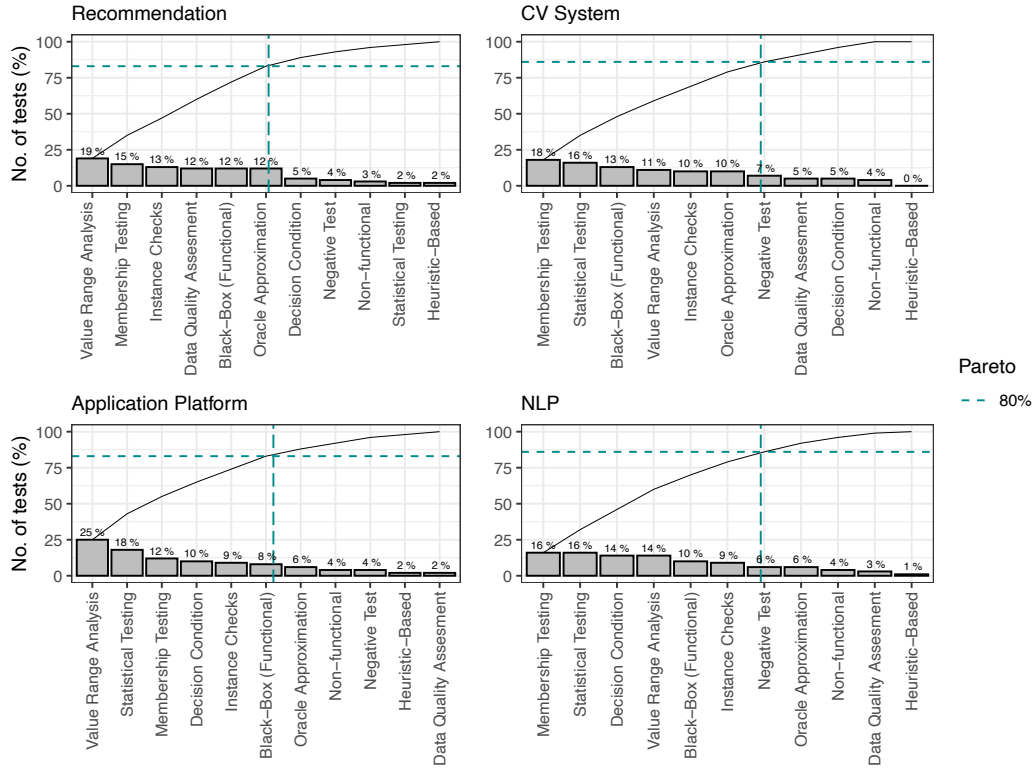 Recommendation
CV System
No. of tests (%)
100
75
50
25
0
19 %
15 %
13 %
12 %
12 %
12 %
5 %
4 %
3 %
2 %
2 %
Value Range Analysis
Membership Testing
Instance Checks
Data Quality Assesment
Black−Box (Functional)
Oracle Approximation
Decision Condition
Negative Test
Non−functional
Statistical Testing
Heuristic−Based
100
75
50
25
0
18 %
16 %
13 %
11 %
10 %
10 %
7 %
5 %
5 %
4 %
0 %
Membership Testing
Statistical Testing
Black−Box (Functional)
Value Range Analysis
Instance Checks
Oracle Approximation
Negative Test
Data Quality Assesment
Decision Condition
Non−functional
Heuristic−Based
Pareto
80%
Application Platform
NLP
No. of tests (%)
100
75
50
25
0
25 %
18 %
12 %
10 %
9 %
8 %
6 %
4 %
4 %
2 %
2 %
Value Range Analysis
Statistical Testing
Membership Testing
Decision Condition
Instance Checks
Black−Box (Functional)
Oracle Approximation
Non−functional
Negative Test
Heuristic−Based
Data Quality Assesment
100
75
50
25
0
16 %
16 %
14 %
14 %
10 %
9 %
6 %
6 %
4 %
3 %
1 %
Membership Testing
Statistical Testing
Decision Condition
Value Range Analysis
Black−Box (Functional)
Instance Checks
Negative Test
Oracle Approximation
Non−functional
Data Quality Assesment
Heuristic−Based